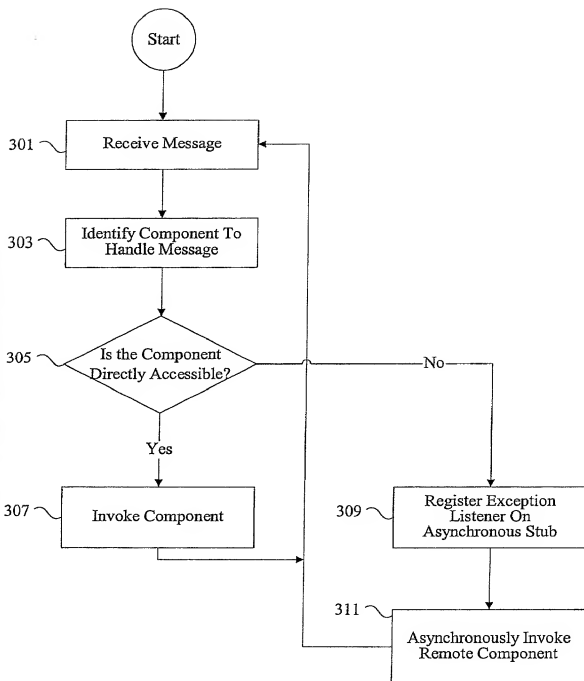 Start
301
Receive Message
303
Identify Component To
Handle Message
305
Is the Component
Directly Accessible?
No
Yes
307
Invoke Component
309
Register Exception
Listener On
Asynchronous Stub
311
Asynchronously Invoke
Remote Component